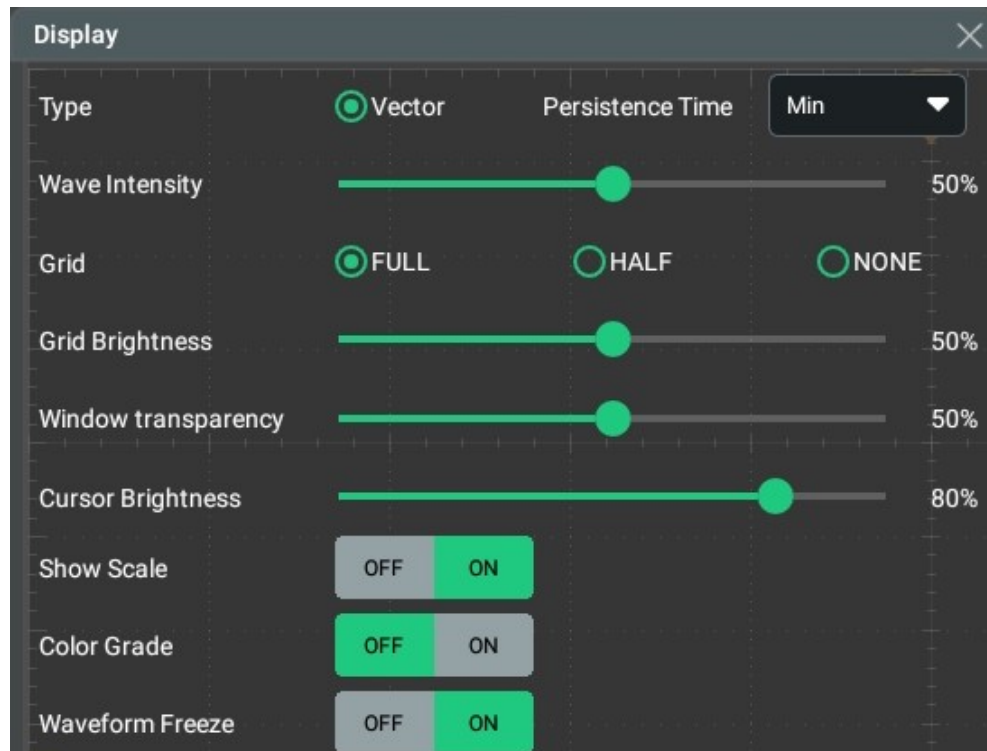 Display
Type Vector Persistence Time Min
Wave Intensity 50%
Grid FULL HALF NONE
Grid Brightness 50%
Window transparency 50%
Cursor Brightness 80%
Show Scale OFF ON
Color Grade OFF ON
Waveform Freeze OFF ON